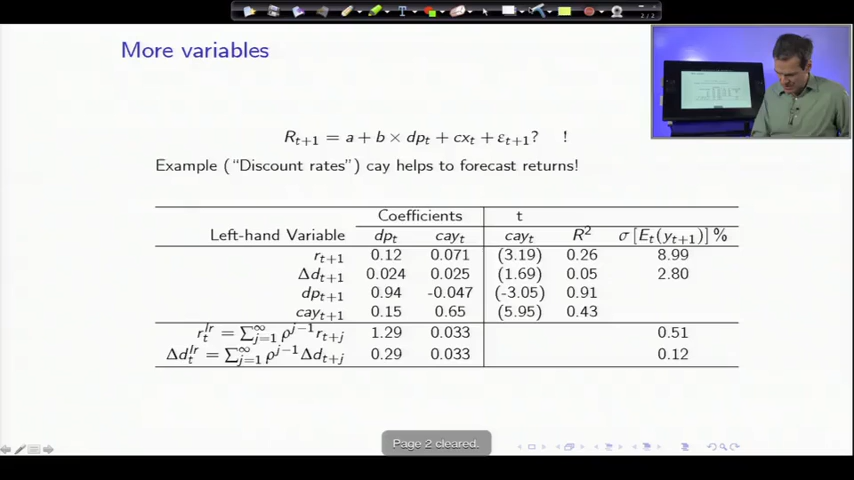 2 / 2
More variables
R_{t+1} = a + b × dp_t + cx_t + ε_{t+1}? !
Example (“Discount rates”) cay helps to forecast returns!
Coefficients t
Left-hand Variable dp_t cay_t cay_t R² σ [E_t(y_{t+1})] %
r_{t+1} 0.12 0.071 (3.19) 0.26 8.99
Δd_{t+1} 0.024 0.025 (1.69) 0.05 2.80
dp_{t+1} 0.94 -0.047 (-3.05) 0.91
cay_{t+1} 0.15 0.65 (5.95) 0.43
r_t^{lr} = ∑_{j=1}^{∞} ρ^{j-1} r_{t+j} 1.29 0.033 0.51
Δd_t^{lr} = ∑_{j=1}^{∞} ρ^{j-1} Δd_{t+j} 0.29 0.033 0.12
Page 2 cleared.